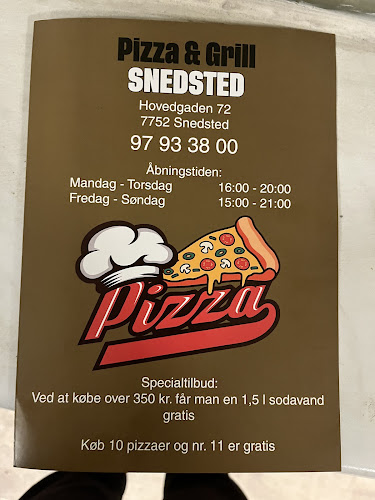 Pizza & Grill
SNEDSTED
Hovedgaden 72
7752 Snedsted
97 93 38 00
Åbningstiden:
Mandag - Torsdag 16:00 - 20:00
Fredag - Søndag 15:00 - 21:00
Pizza
Specialtilbud:
Ved at købe over 350 kr. får man en 1,5 l sodavand
gratis
Køb 10 pizzaer og nr. 11 er gratis